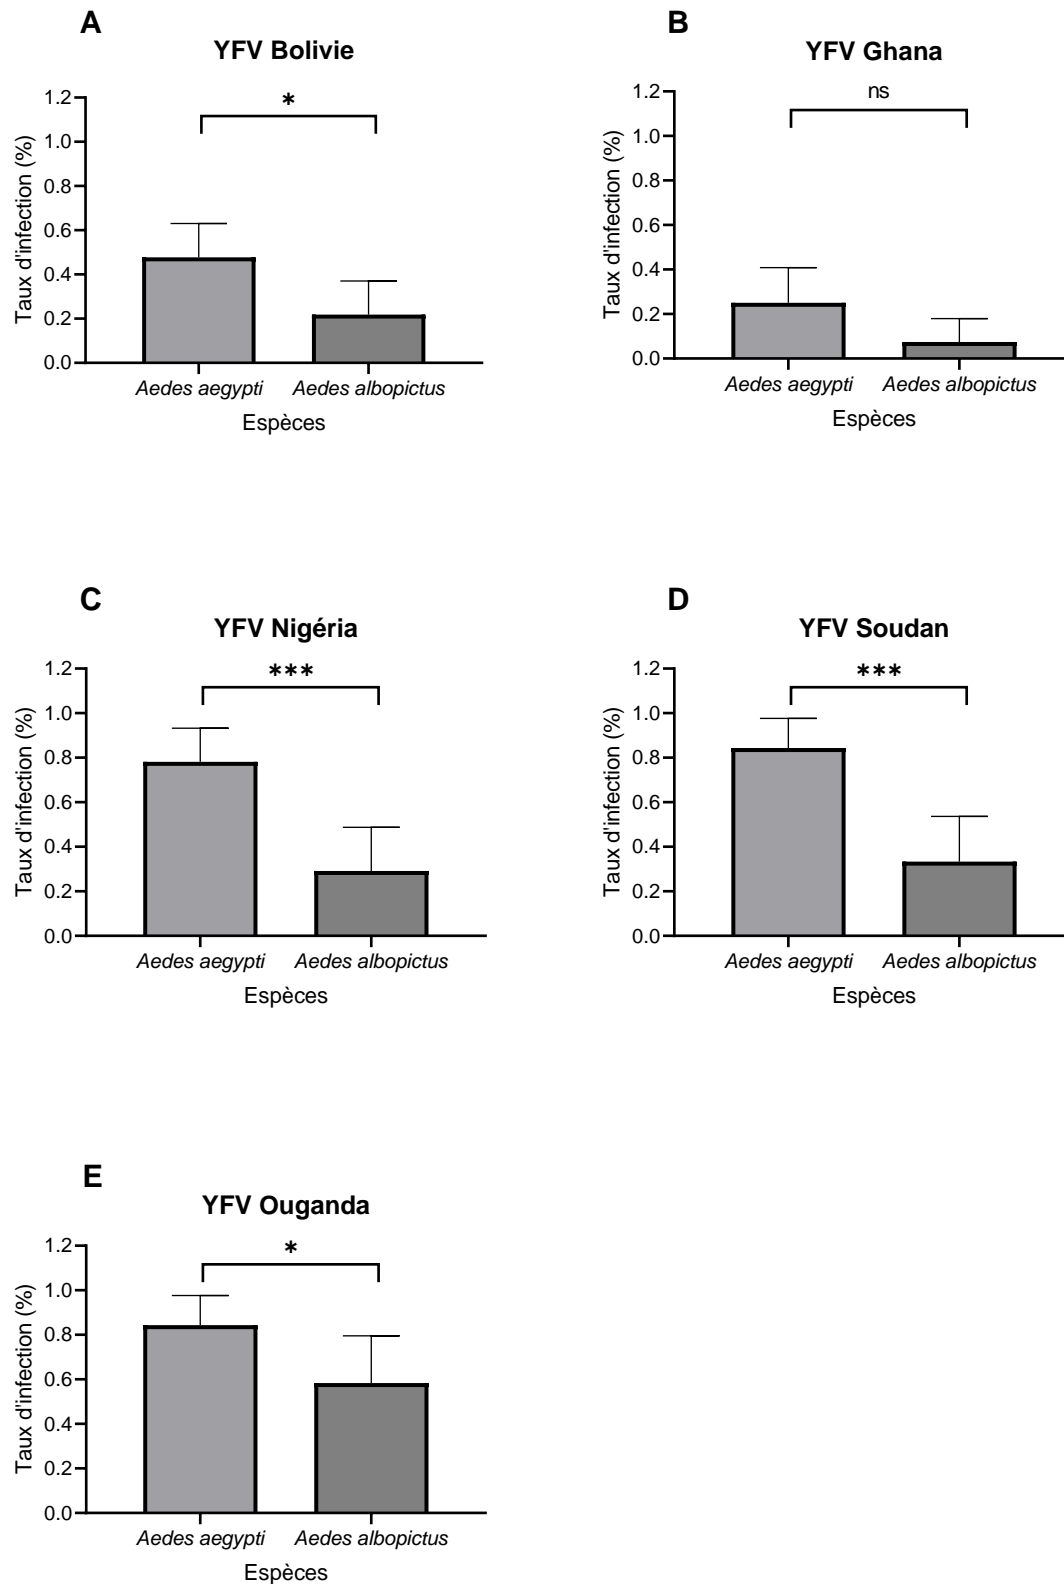 A
YFV Bolivie
*
1.2
1.0
0.8
0.6
0.4
0.2
0.0
Taux d'infection (%)
Aedes aegypti Aedes albopictus
Espèces
B
YFV Ghana
ns
1.2
1.0
0.8
0.6
0.4
0.2
0.0
Taux d'infection (%)
Aedes aegypti Aedes albopictus
Espèces
C
YFV Nigéria
***
1.2
1.0
0.8
0.6
0.4
0.2
0.0
Taux d'infection (%)
Aedes aegypti Aedes albopictus
Espèces
D
YFV Soudan
***
1.2
1.0
0.8
0.6
0.4
0.2
0.0
Taux d'infection (%)
Aedes aegypti Aedes albopictus
Espèces
E
YFV Ouganda
*
1.2
1.0
0.8
0.6
0.4
0.2
0.0
Taux d'infection (%)
Aedes aegypti Aedes albopictus
Espèces